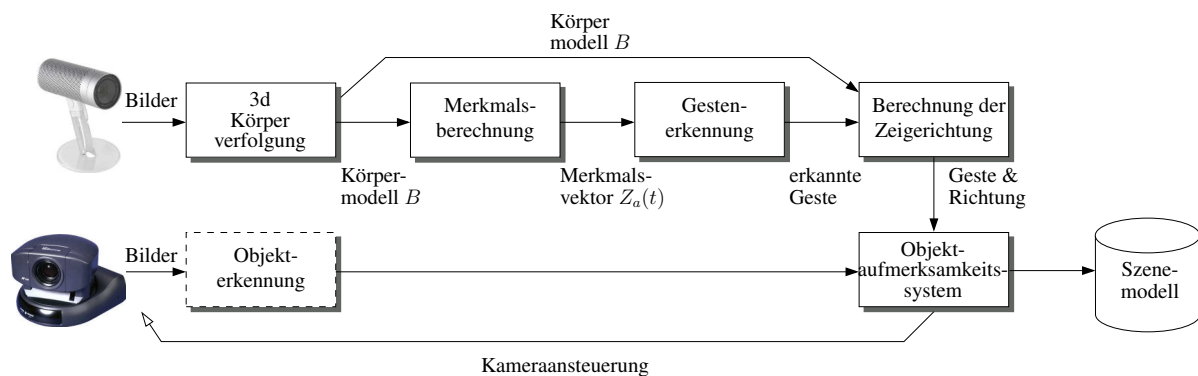 Körper
modell B
Bilder
3d
Körper
verfolgung
Merkmals-
berechnung
Gesten-
erkennung
Berechnung der
Zeigerichtung
Körper-
modell B
Merkmals-
vektor Z_a(t)
erkannte
Geste
Geste &
Richtung
Bilder
Objekt-
erkennung
Objekt-
aufmerksamkeits-
system
Szene-
modell
Kameraansteuerung